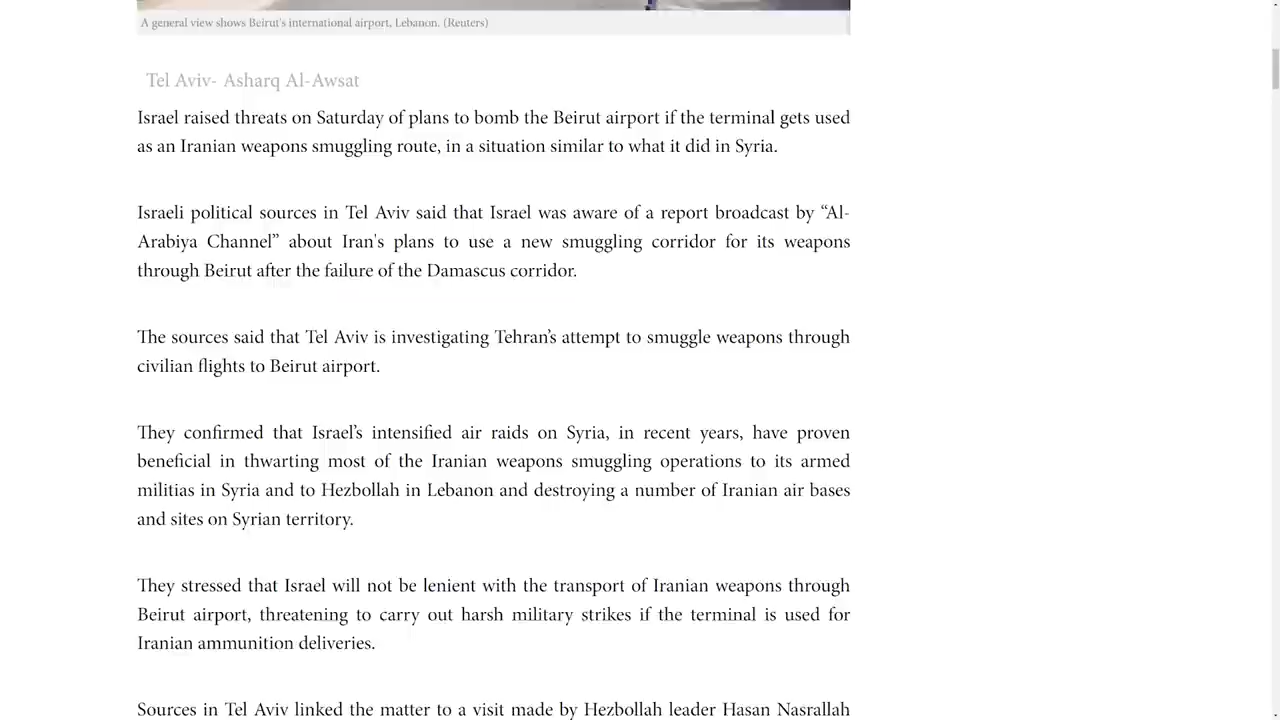 A general view shows Beirut's international airport, Lebanon. (Reuters)
Tel Aviv- Asharq Al-Awsat
Israel raised threats on Saturday of plans to bomb the Beirut airport if the terminal gets used
as an Iranian weapons smuggling route, in a situation similar to what it did in Syria.
Israeli political sources in Tel Aviv said that Israel was aware of a report broadcast by “Al-
Arabiya Channel” about Iran's plans to use a new smuggling corridor for its weapons
through Beirut after the failure of the Damascus corridor.
The sources said that Tel Aviv is investigating Tehran’s attempt to smuggle weapons through
civilian flights to Beirut airport.
They confirmed that Israel’s intensified air raids on Syria, in recent years, have proven
beneficial in thwarting most of the Iranian weapons smuggling operations to its armed
militias in Syria and to Hezbollah in Lebanon and destroying a number of Iranian air bases
and sites on Syrian territory.
They stressed that Israel will not be lenient with the transport of Iranian weapons through
Beirut airport, threatening to carry out harsh military strikes if the terminal is used for
Iranian ammunition deliveries.
Sources in Tel Aviv linked the matter to a visit made by Hezbollah leader Hasan Nasrallah